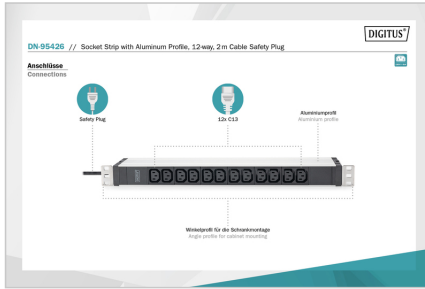 DIGITUS®
DN-95426 // Socket Strip with Aluminum Profile, 12-way, 2 m Cable Safety Plug
Anschlüsse
Connections
Safety Plug
12x C13
Aluminiumprofil
Aluminium profile
Winkelprofil für die Schrankmontage
Angle profile for cabinet mounting